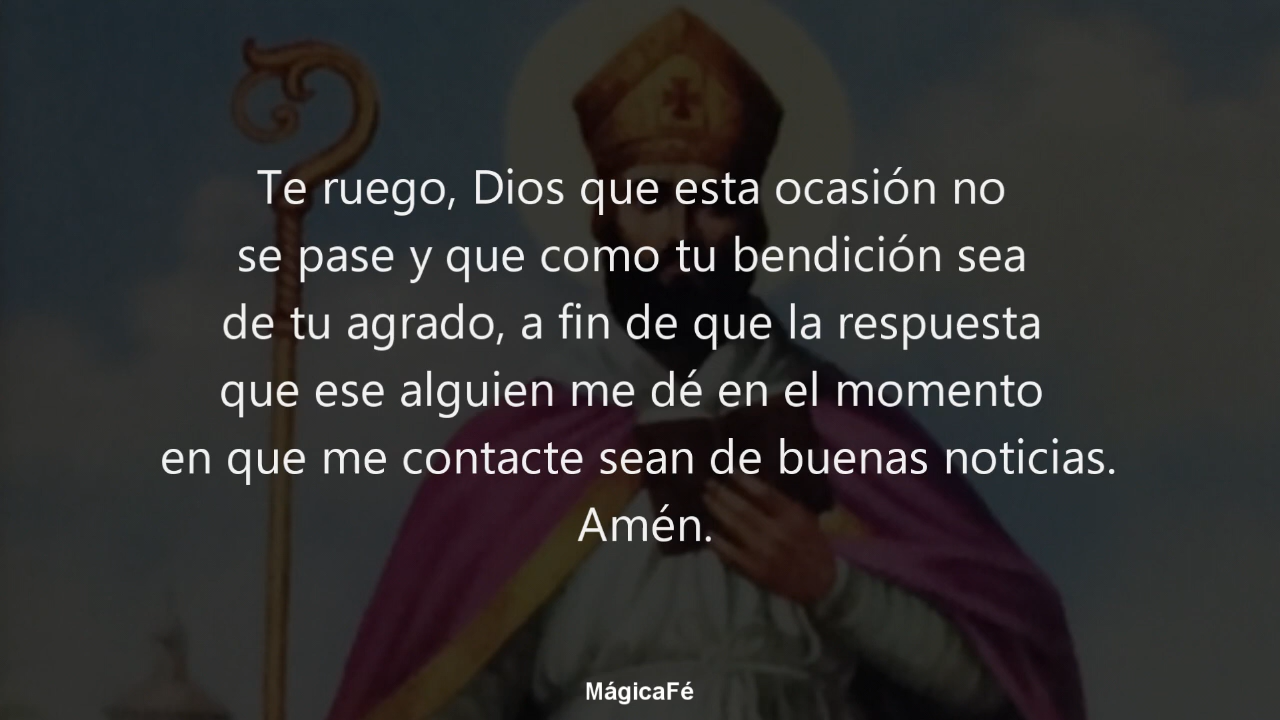 Te ruego, Dios que esta ocasión no
se pase y que como tu bendición sea
de tu agrado, a fin de que la respuesta
que ese alguien me dé en el momento
en que me contacte sean de buenas noticias.
Amén.
MágicaFé